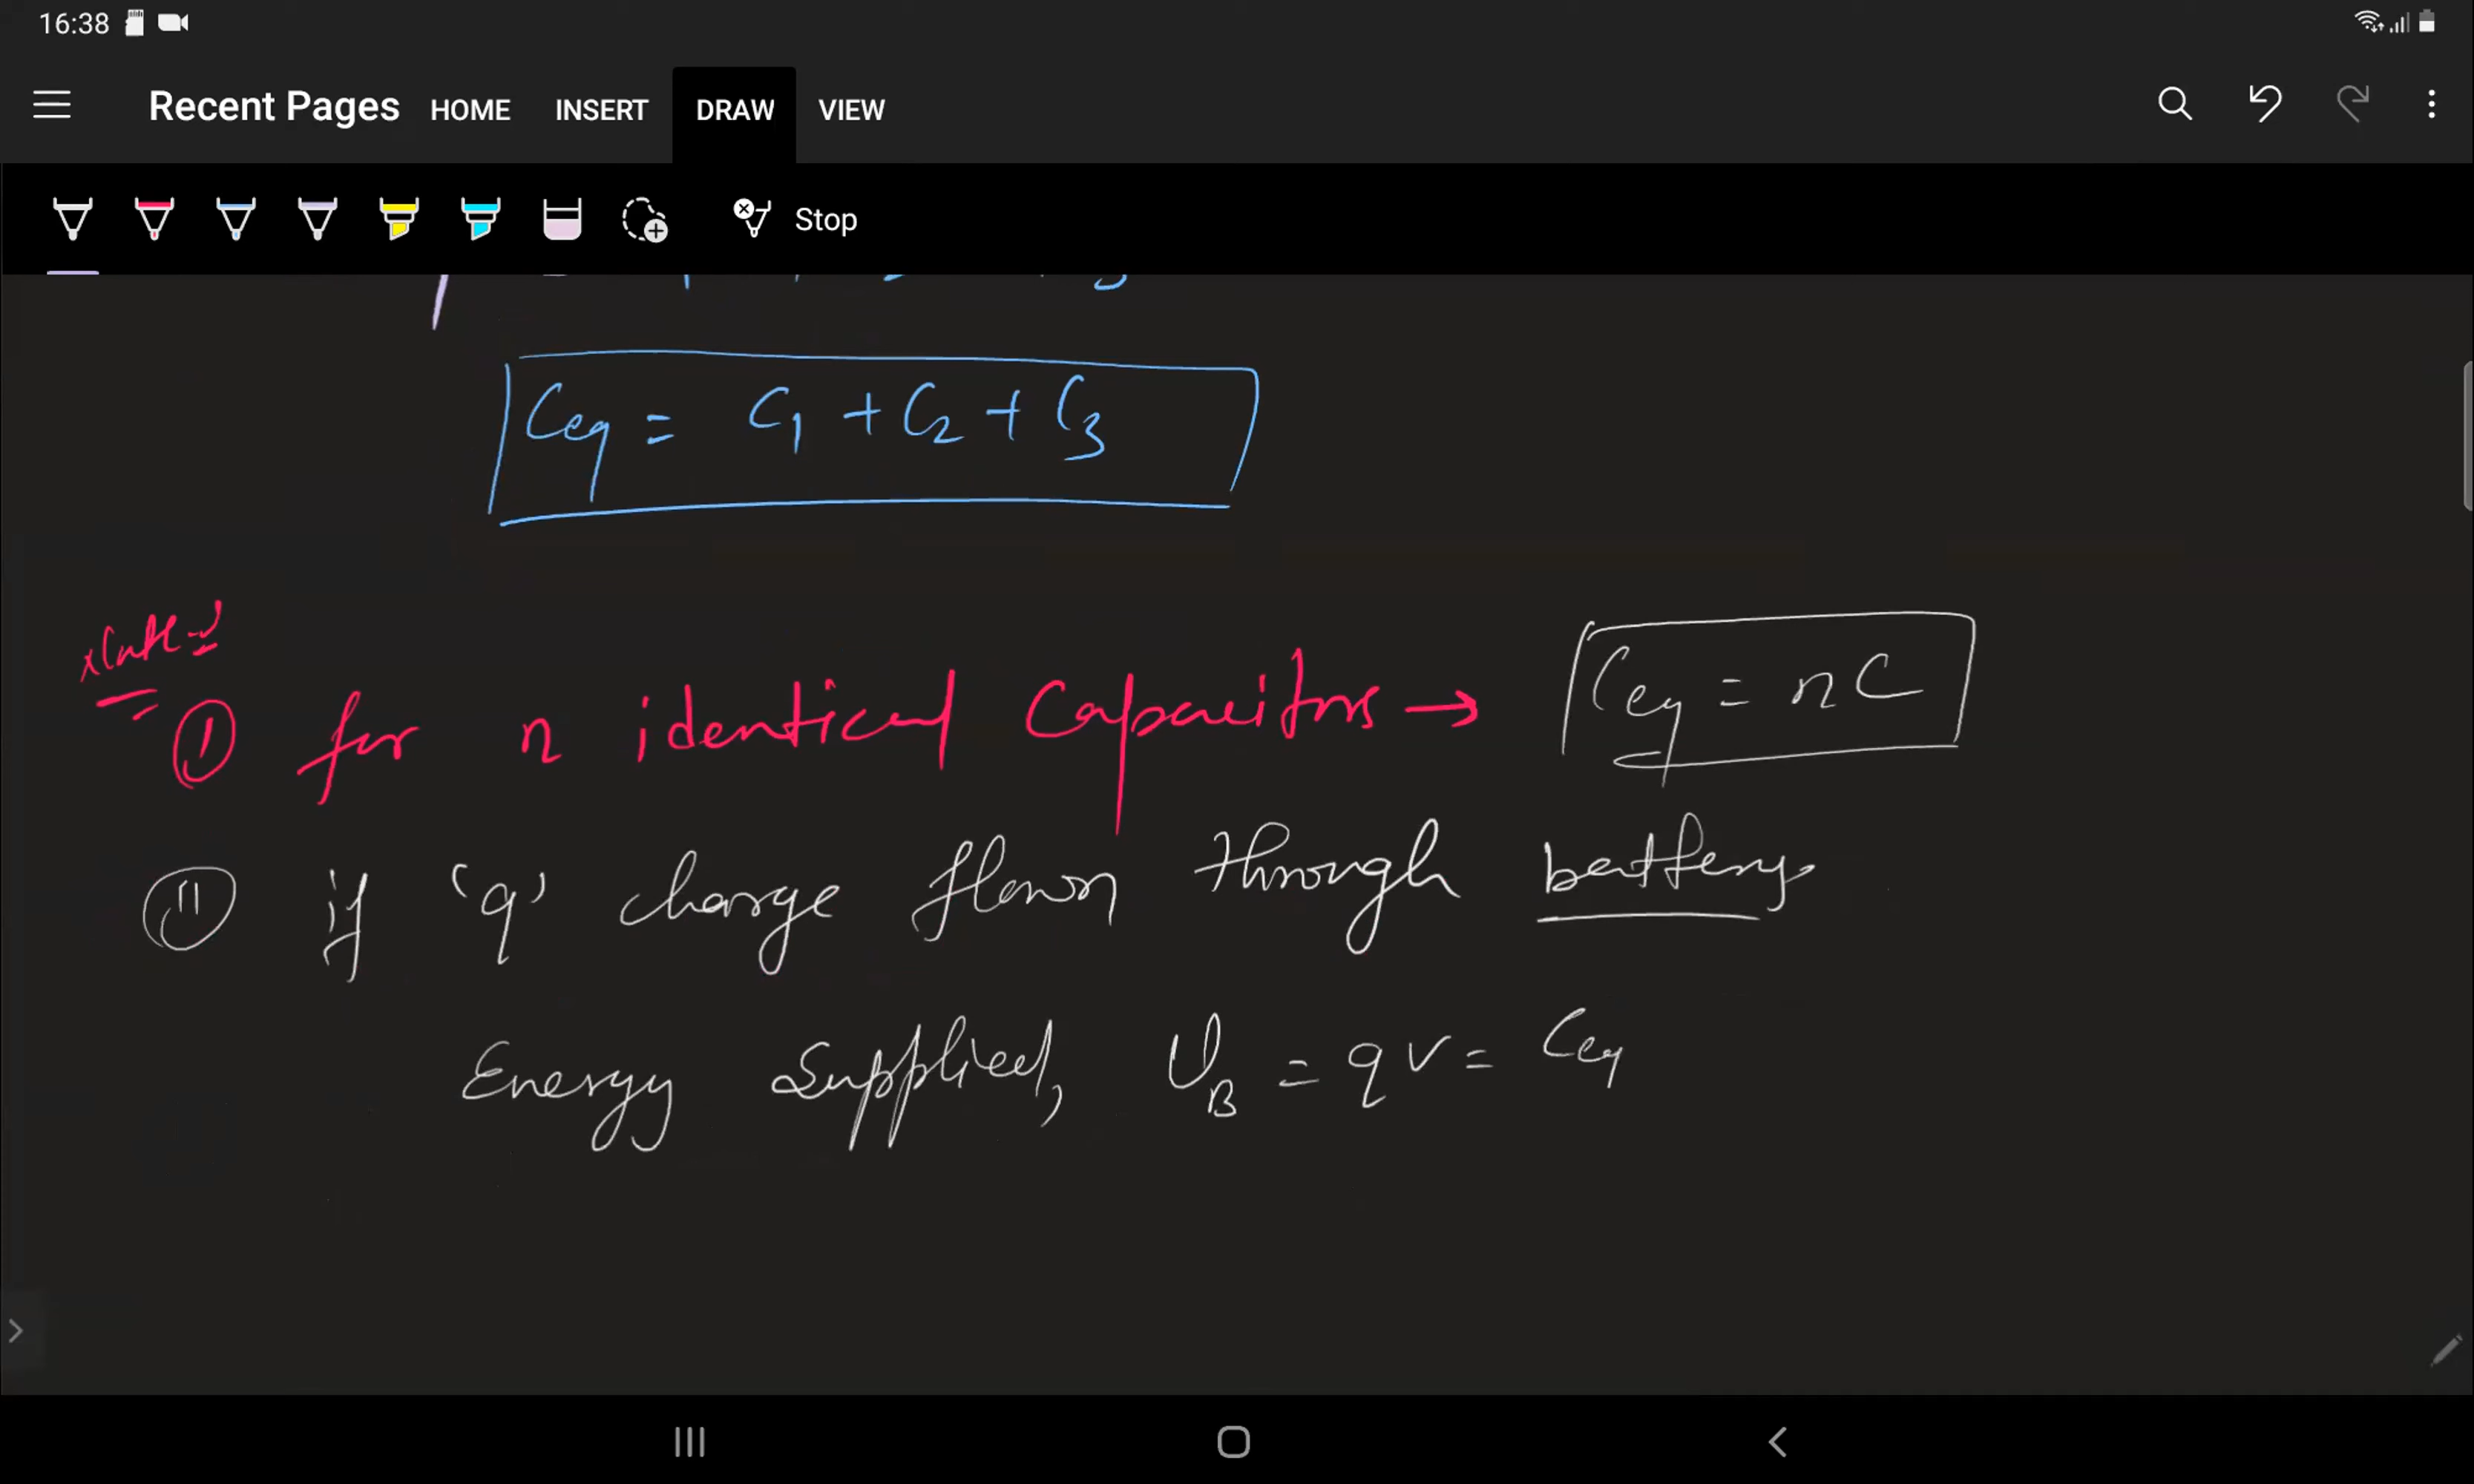 16:38
Recent Pages HOME INSERT DRAW VIEW
Stop
Ceq = C1 + C2 + C3
Note:-
① for n identical Capacitors → Ceq = nC
② if 'q' charge flown through battery.
Energy Supplied, UB = qV = Ceq